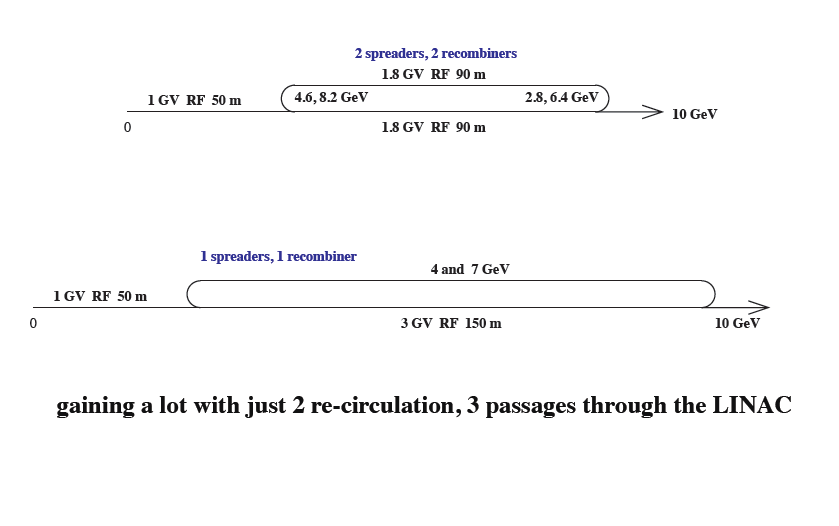 2 spreaders, 2 recombiners
1.8 GV RF 90 m
1 GV RF 50 m
4.6, 8.2 GeV
2.8, 6.4 GeV
10 GeV
0
1.8 GV RF 90 m
1 spreaders, 1 recombiner
4 and 7 GeV
1 GV RF 50 m
0
3 GV RF 150 m
10 GeV
gaining a lot with just 2 re-circulation, 3 passages through the LINAC